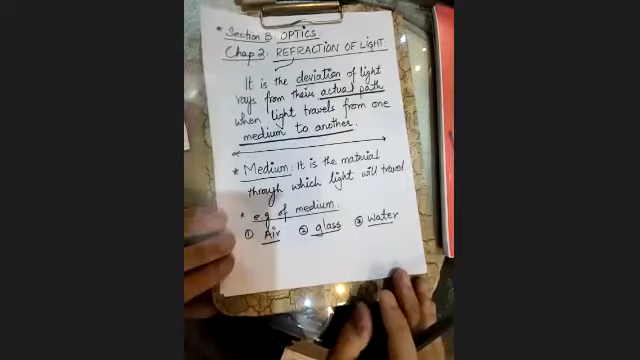 * Section B: OPTICS:
Chap 2: REFRACTION OF LIGHT:
It is the deviation of light
rays from their actual path
when light travels from one
medium to another.
* Medium: It is the material
through which light will travel.
* e.g of medium:
① Air ② glass ③ Water